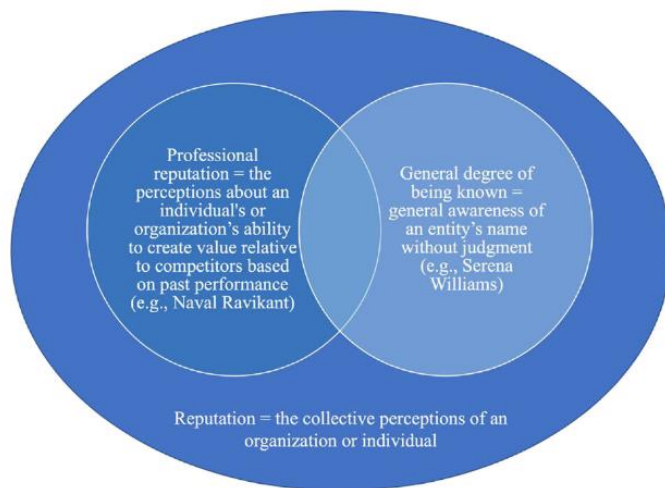 Professional
reputation = the
perceptions about an
individual's or
organization’s ability
to create value relative
to competitors based
on past performance
(e.g., Naval Ravikant)
General degree of
being known =
general awareness of
an entity’s name
without judgment
(e.g., Serena
Williams)
Reputation = the collective perceptions of an
organization or individual